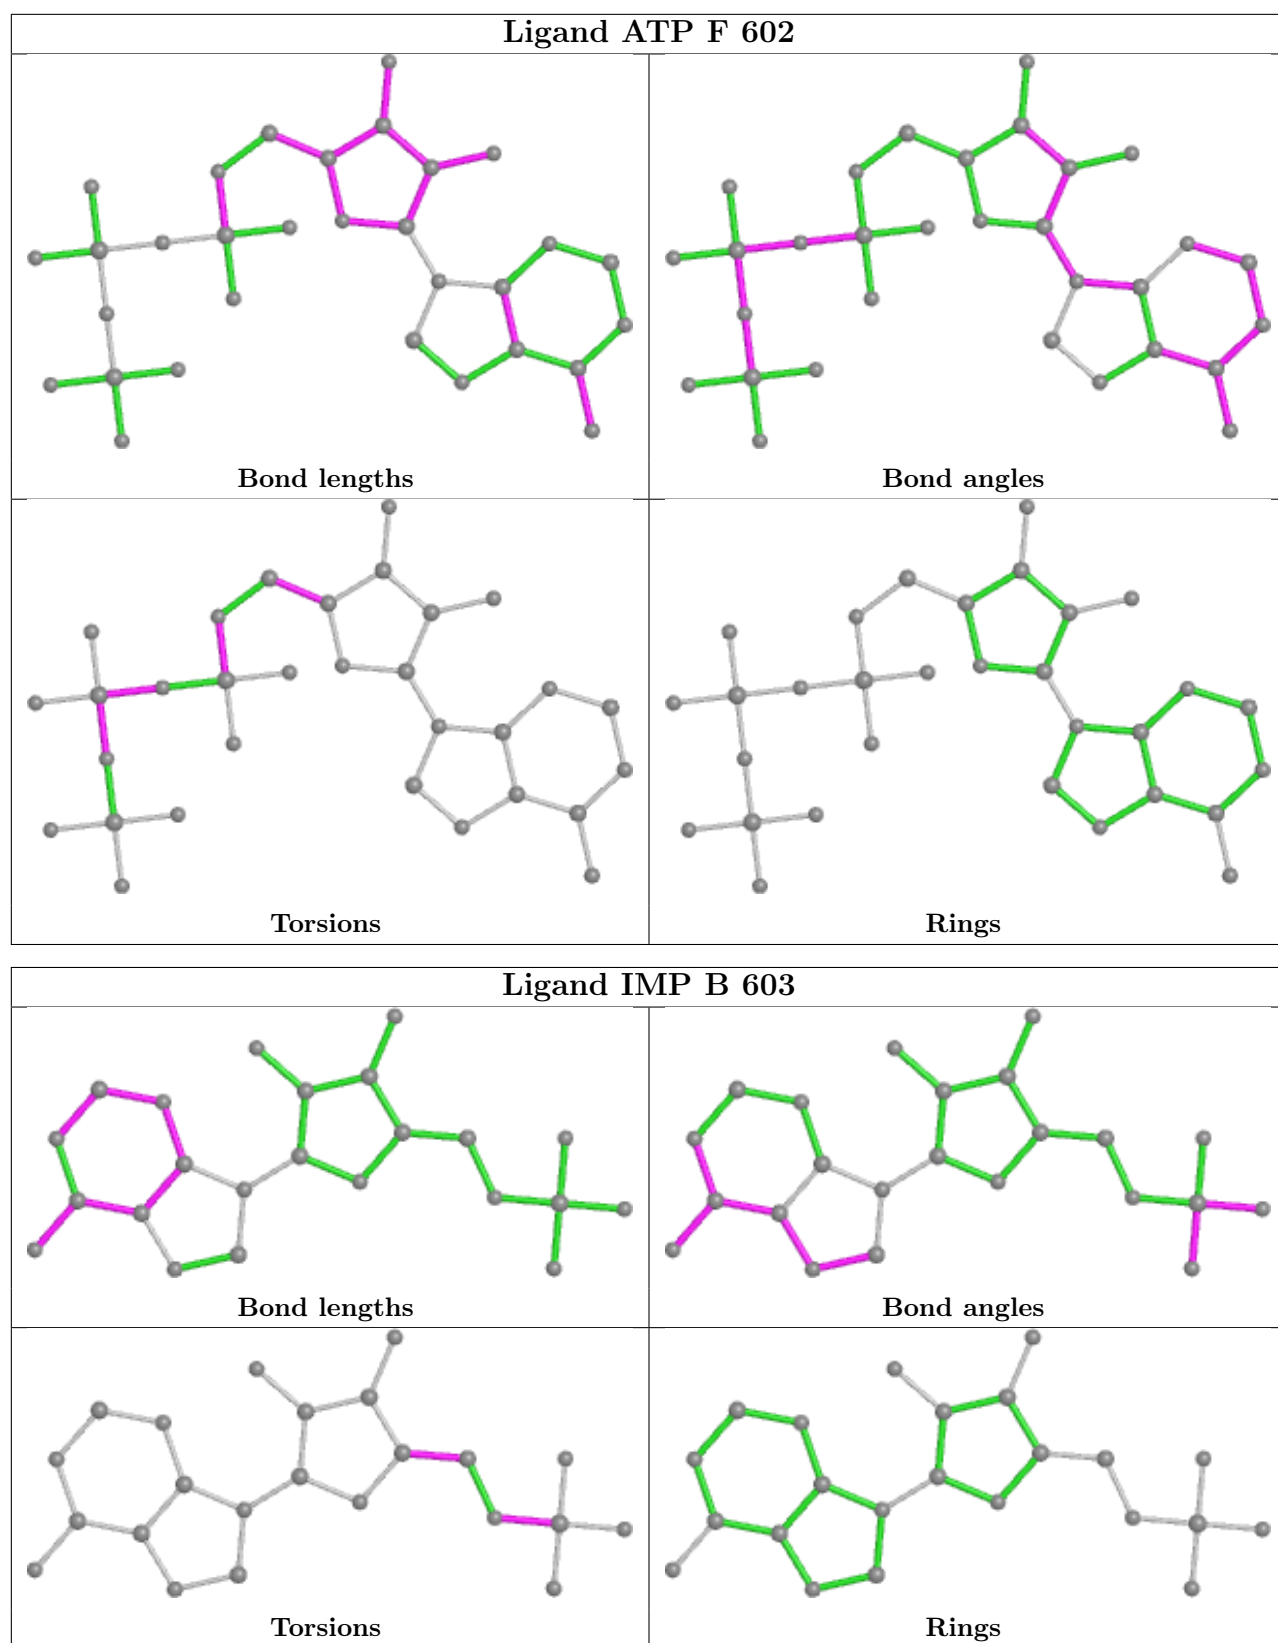 Ligand ATP F 602
Bond lengths
Bond angles
Torsions
Rings
Ligand IMP B 603
Bond lengths
Bond angles
Torsions
Rings